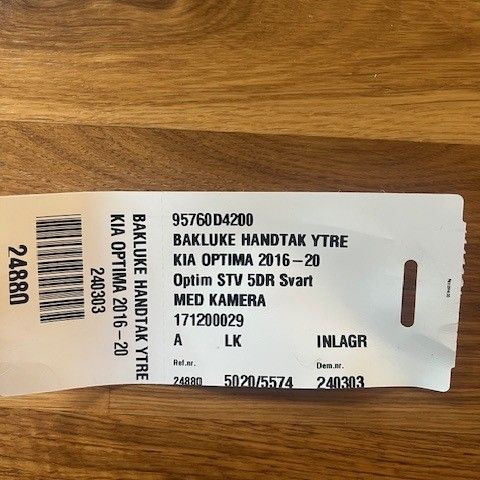 24880
240303
KIA OPTIMA 2016-20
BAKLUKE HANDTAK YTRE
95760D4200
BAKLUKE HANDTAK YTRE
KIA OPTIMA 2016-20
Optim STV 5DR Svart
MED KAMERA
171200029
A LK INLAGR
Ref.nr. Dem.nr.
24880 5020/5574 240303